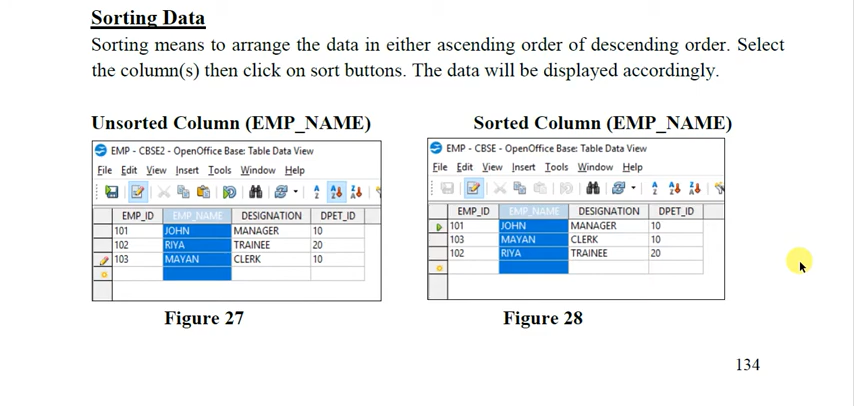 Sorting Data
Sorting means to arrange the data in either ascending order of descending order. Select
the column(s) then click on sort buttons. The data will be displayed accordingly.
Unsorted Column (EMP_NAME)
EMP - CBSE2 - OpenOffice Base: Table Data View
File Edit View Insert Tools Window Help
EMP_ID EMP_NAME DESIGNATION DPET_ID
101 JOHN MANAGER 10
102 RIYA TRAINEE 20
103 MAYAN CLERK 10
Figure 27
Sorted Column (EMP_NAME)
EMP - CBSE - OpenOffice Base: Table Data View
File Edit View Insert Tools Window Help
EMP_ID EMP_NAME DESIGNATION DPET_ID
101 JOHN MANAGER 10
103 MAYAN CLERK 10
102 RIYA TRAINEE 20
Figure 28
134